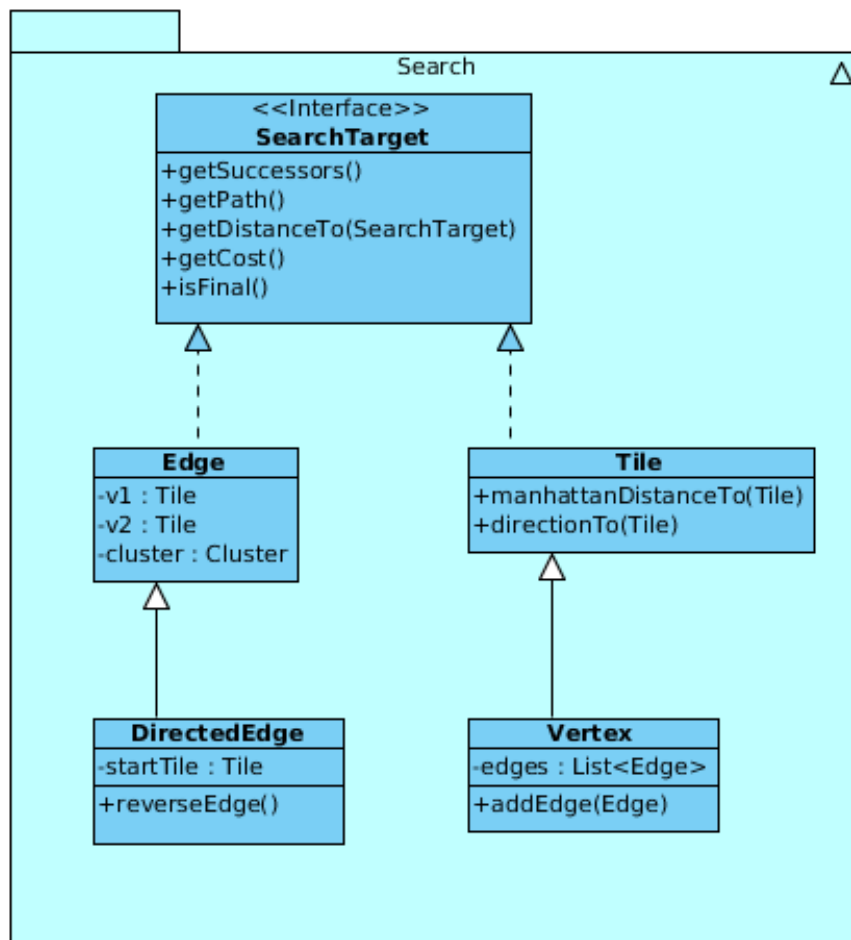 Search
<<Interface>>
SearchTarget
+getSuccessors()
+getPath()
+getDistanceTo(SearchTarget)
+getCost()
+isFinal()
Edge
-v1 : Tile
-v2 : Tile
-cluster : Cluster
Tile
+manhattanDistanceTo(Tile)
+directionTo(Tile)
DirectedEdge
-startTile : Tile
+reverseEdge()
Vertex
-edges : List<Edge>
+addEdge(Edge)